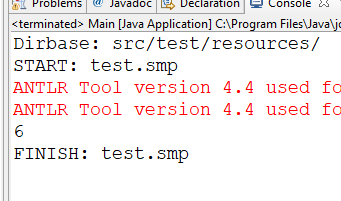 Problems @ Javadoc Declaration Console
<terminated> Main [Java Application] C:\Program Files\Java\
Dirbase: src/test/resources/
START: test.smp
ANTLR Tool version 4.4 used fo
ANTLR Tool version 4.4 used fo
6
FINISH: test.smp